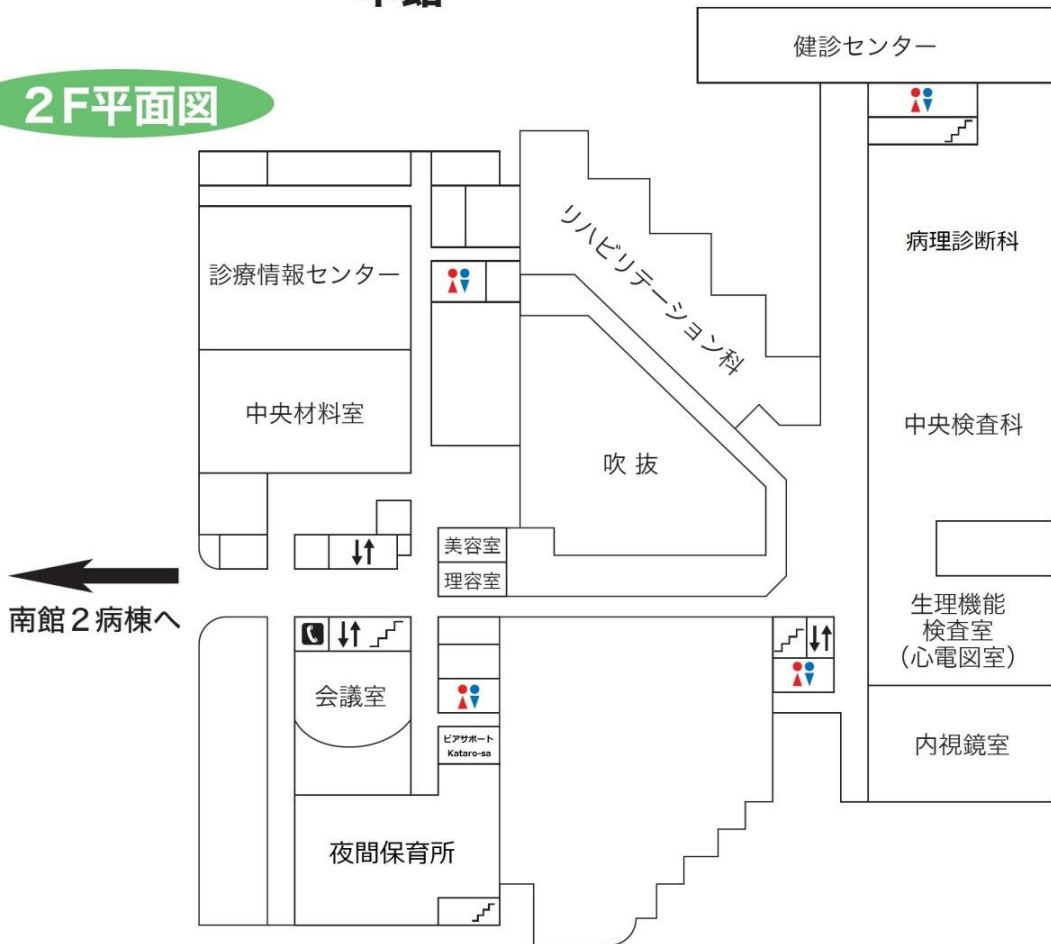 2F平面図
健診センター
病理診断科
リハビリテーション科
診療情報センター
中央材料室
中央検査科
吹 抜
美容室
理容室
南館2病棟へ
生理機能
検査室
（心電図室）
会議室
ピアサポート
Kataro-sa
内視鏡室
夜間保育所